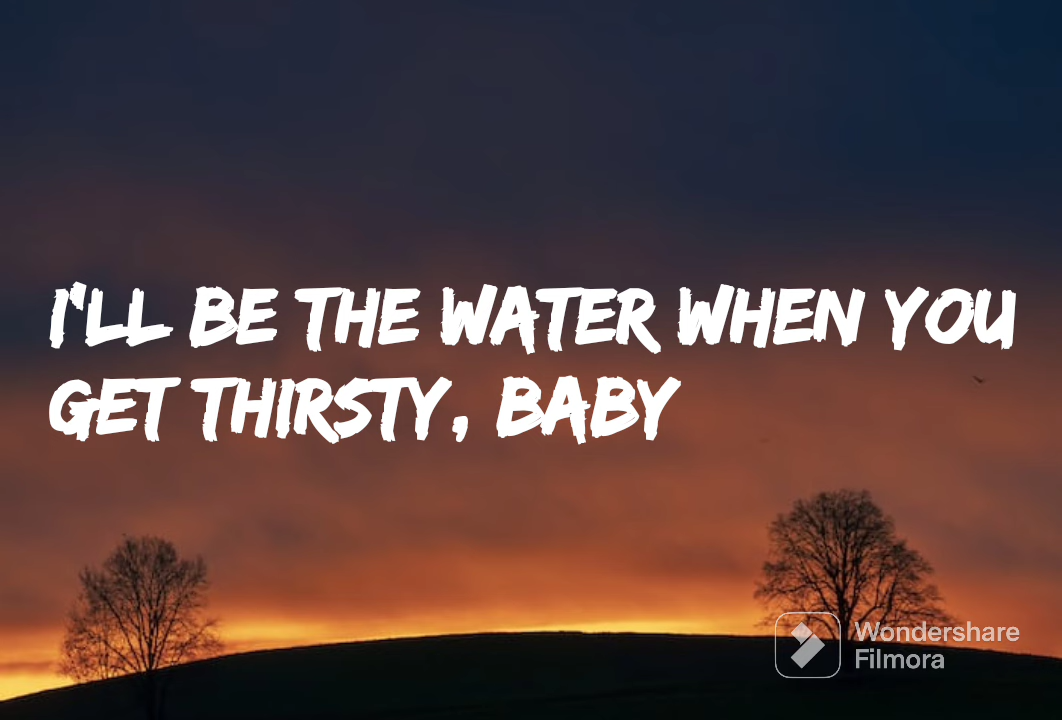 I'LL BE THE WATER WHEN YOU
GET THIRSTY, BABY
Wondershare
Filmora